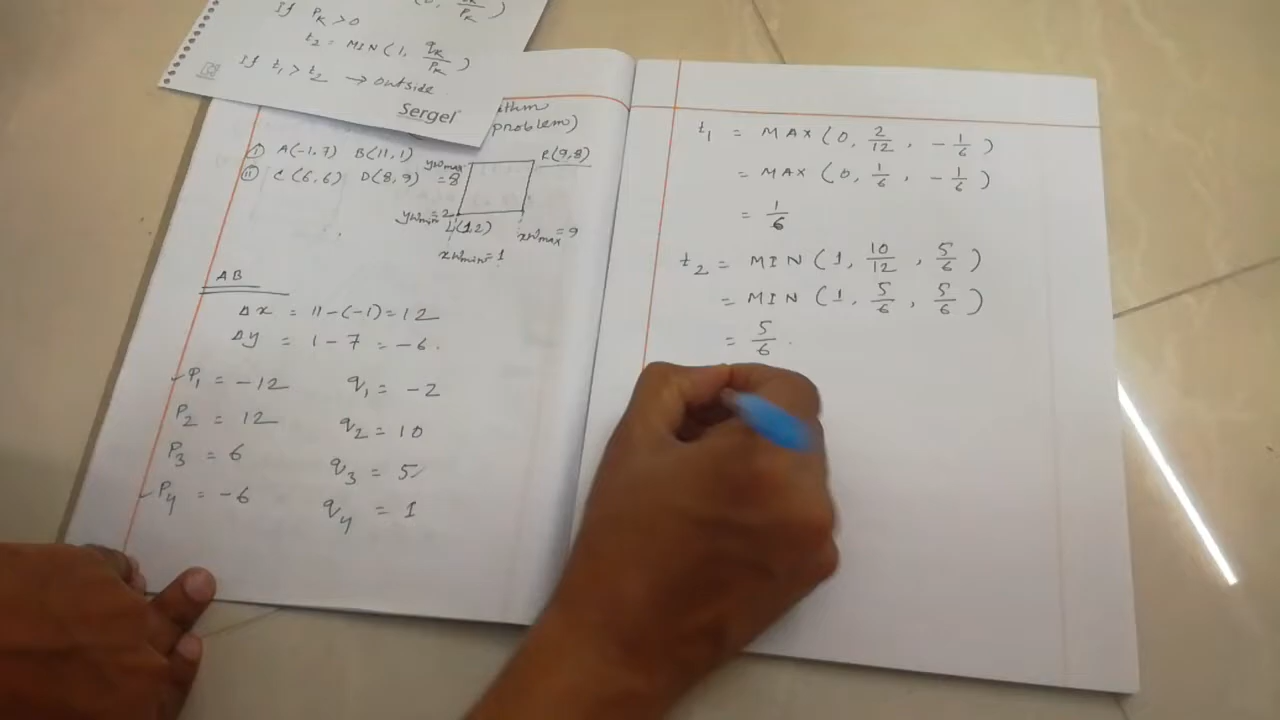 If Pk > 0
t2 = MIN(1, qk/Pk)
If t1 > t2 → outside
Sergel
problem)
(i) A(-1,7) B(11,1)
(ii) C(6,6) D(8,9)
ywmax = 8
R(9,8)
ywmin = 2
L(1,2)
xwmax = 9
xwmin = 1
AB
Δx = 11-(-1) = 12
Δy = 1 - 7 = -6.
P1 = -12 q1 = -2
P2 = 12 q2 = 10
P3 = 6 q3 = 5
P4 = -6 q4 = 1
t1 = MAX(0, 2/12, -1/6)
= MAX(0, 1/6, -1/6)
= 1/6
t2 = MIN(1, 10/12, 5/6)
= MIN(1, 5/6, 5/6)
= 5/6.